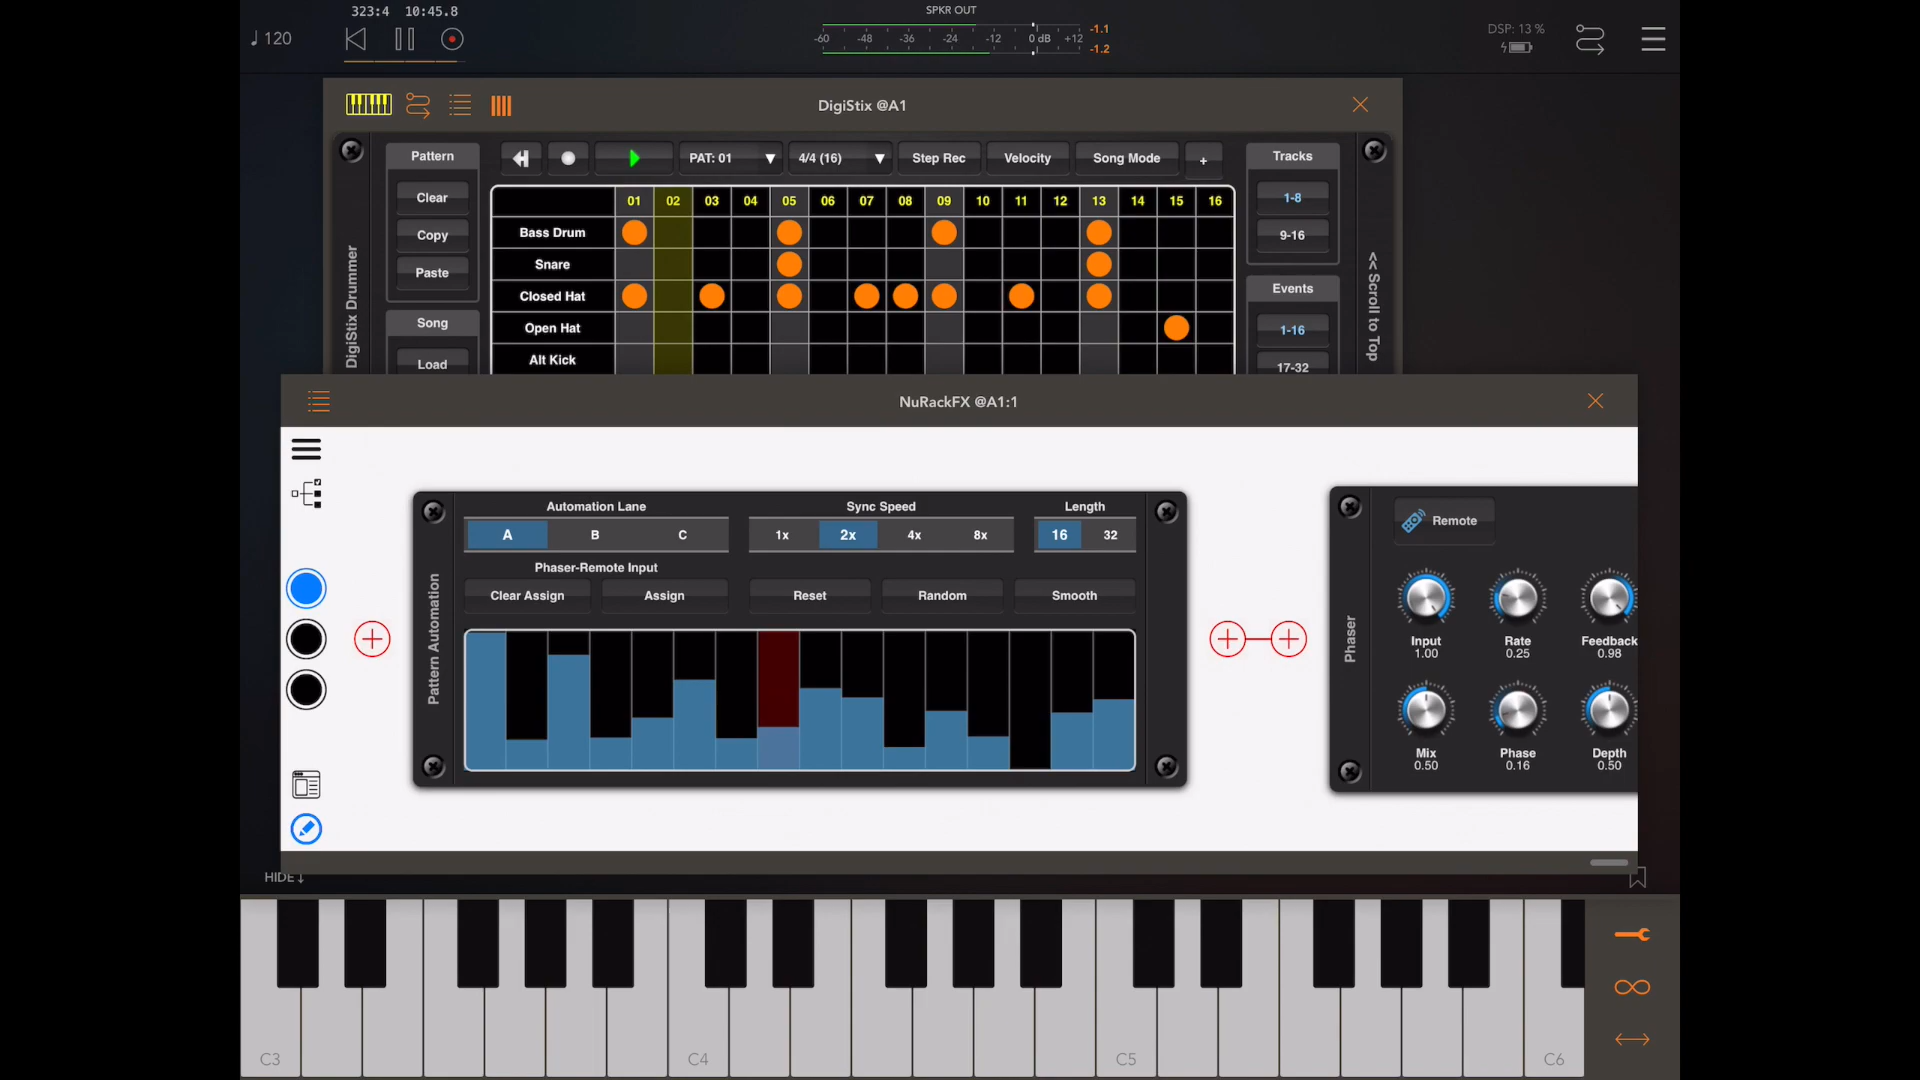 323:4 10:45.8
SPKR OUT
120
-60 -48 -36 -24 -12 0 dB +12
-1.1
-1.2
DSP: 13 %
DigiStix @A1
DigiStix Drummer
Pattern
Clear
Copy
Paste
Song
Load
PAT: 01 ▼
4/4 (16) ▼
Step Rec
Velocity
Song Mode
+
01 02 03 04 05 06 07 08 09 10 11 12 13 14 15 16
Bass Drum
Snare
Closed Hat
Open Hat
Alt Kick
Tracks
1-8
9-16
Events
1-16
17-32
<< Scroll to Top
NuRackFX @A1:1
Pattern Automation
Automation Lane
A B C
Sync Speed
1x 2x 4x 8x
Length
16 32
Phaser-Remote Input
Clear Assign
Assign
Reset
Random
Smooth
Phaser
Remote
Input
1.00
Rate
0.25
Feedback
0.98
Mix
0.50
Phase
0.16
Depth
0.50
HIDE↓
C3 C4 C5 C6